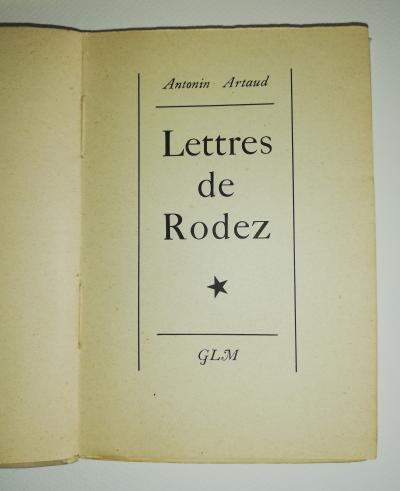 Antonin Artaud
Lettres
de
Rodez
GLM